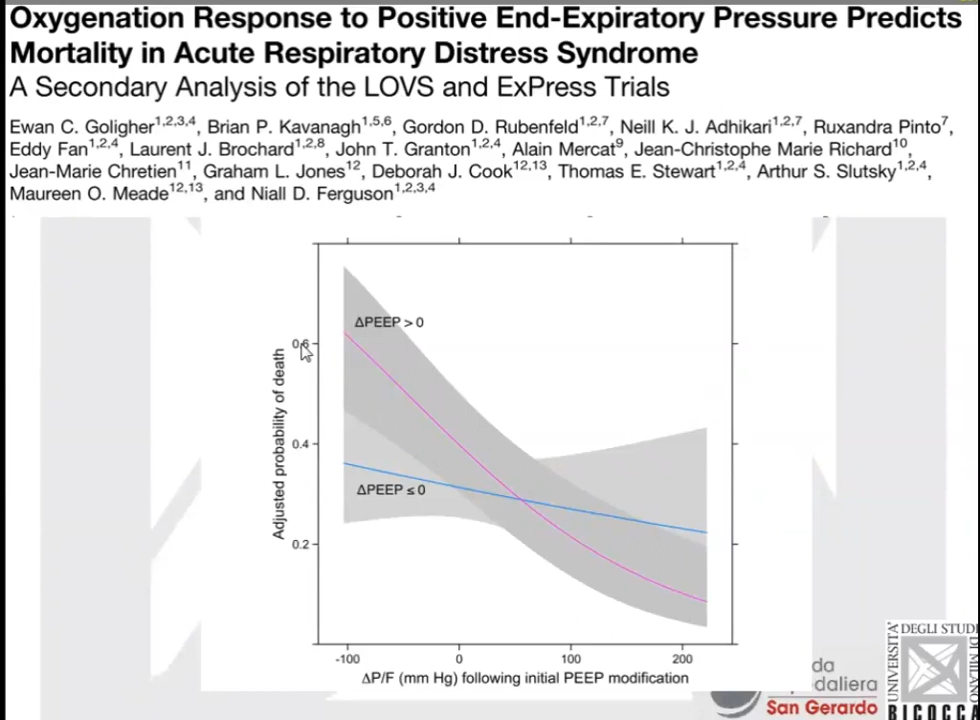 Oxygenation Response to Positive End-Expiratory Pressure Predicts
Mortality in Acute Respiratory Distress Syndrome
A Secondary Analysis of the LOVS and ExPress Trials
Ewan C. Goligher1,2,3,4, Brian P. Kavanagh1,5,6, Gordon D. Rubenfeld1,2,7, Neill K. J. Adhikari1,2,7, Ruxandra Pinto7,
Eddy Fan1,2,4, Laurent J. Brochard1,2,8, John T. Granton1,2,4, Alain Mercat9, Jean-Christophe Marie Richard10,
Jean-Marie Chretien11, Graham L. Jones12, Deborah J. Cook12,13, Thomas E. Stewart1,2,4, Arthur S. Slutsky1,2,4,
Maureen O. Meade12,13, and Niall D. Ferguson1,2,3,4
ΔPEEP > 0
0.6
Adjusted probability of death
0.4
ΔPEEP ≤ 0
0.2
-100 0 100 200
ΔP/F (mm Hg) following initial PEEP modification
daliera
San Gerardo
UNIVERSITÀ
DEGLI STUDI
DI MILANO
BICOCCA